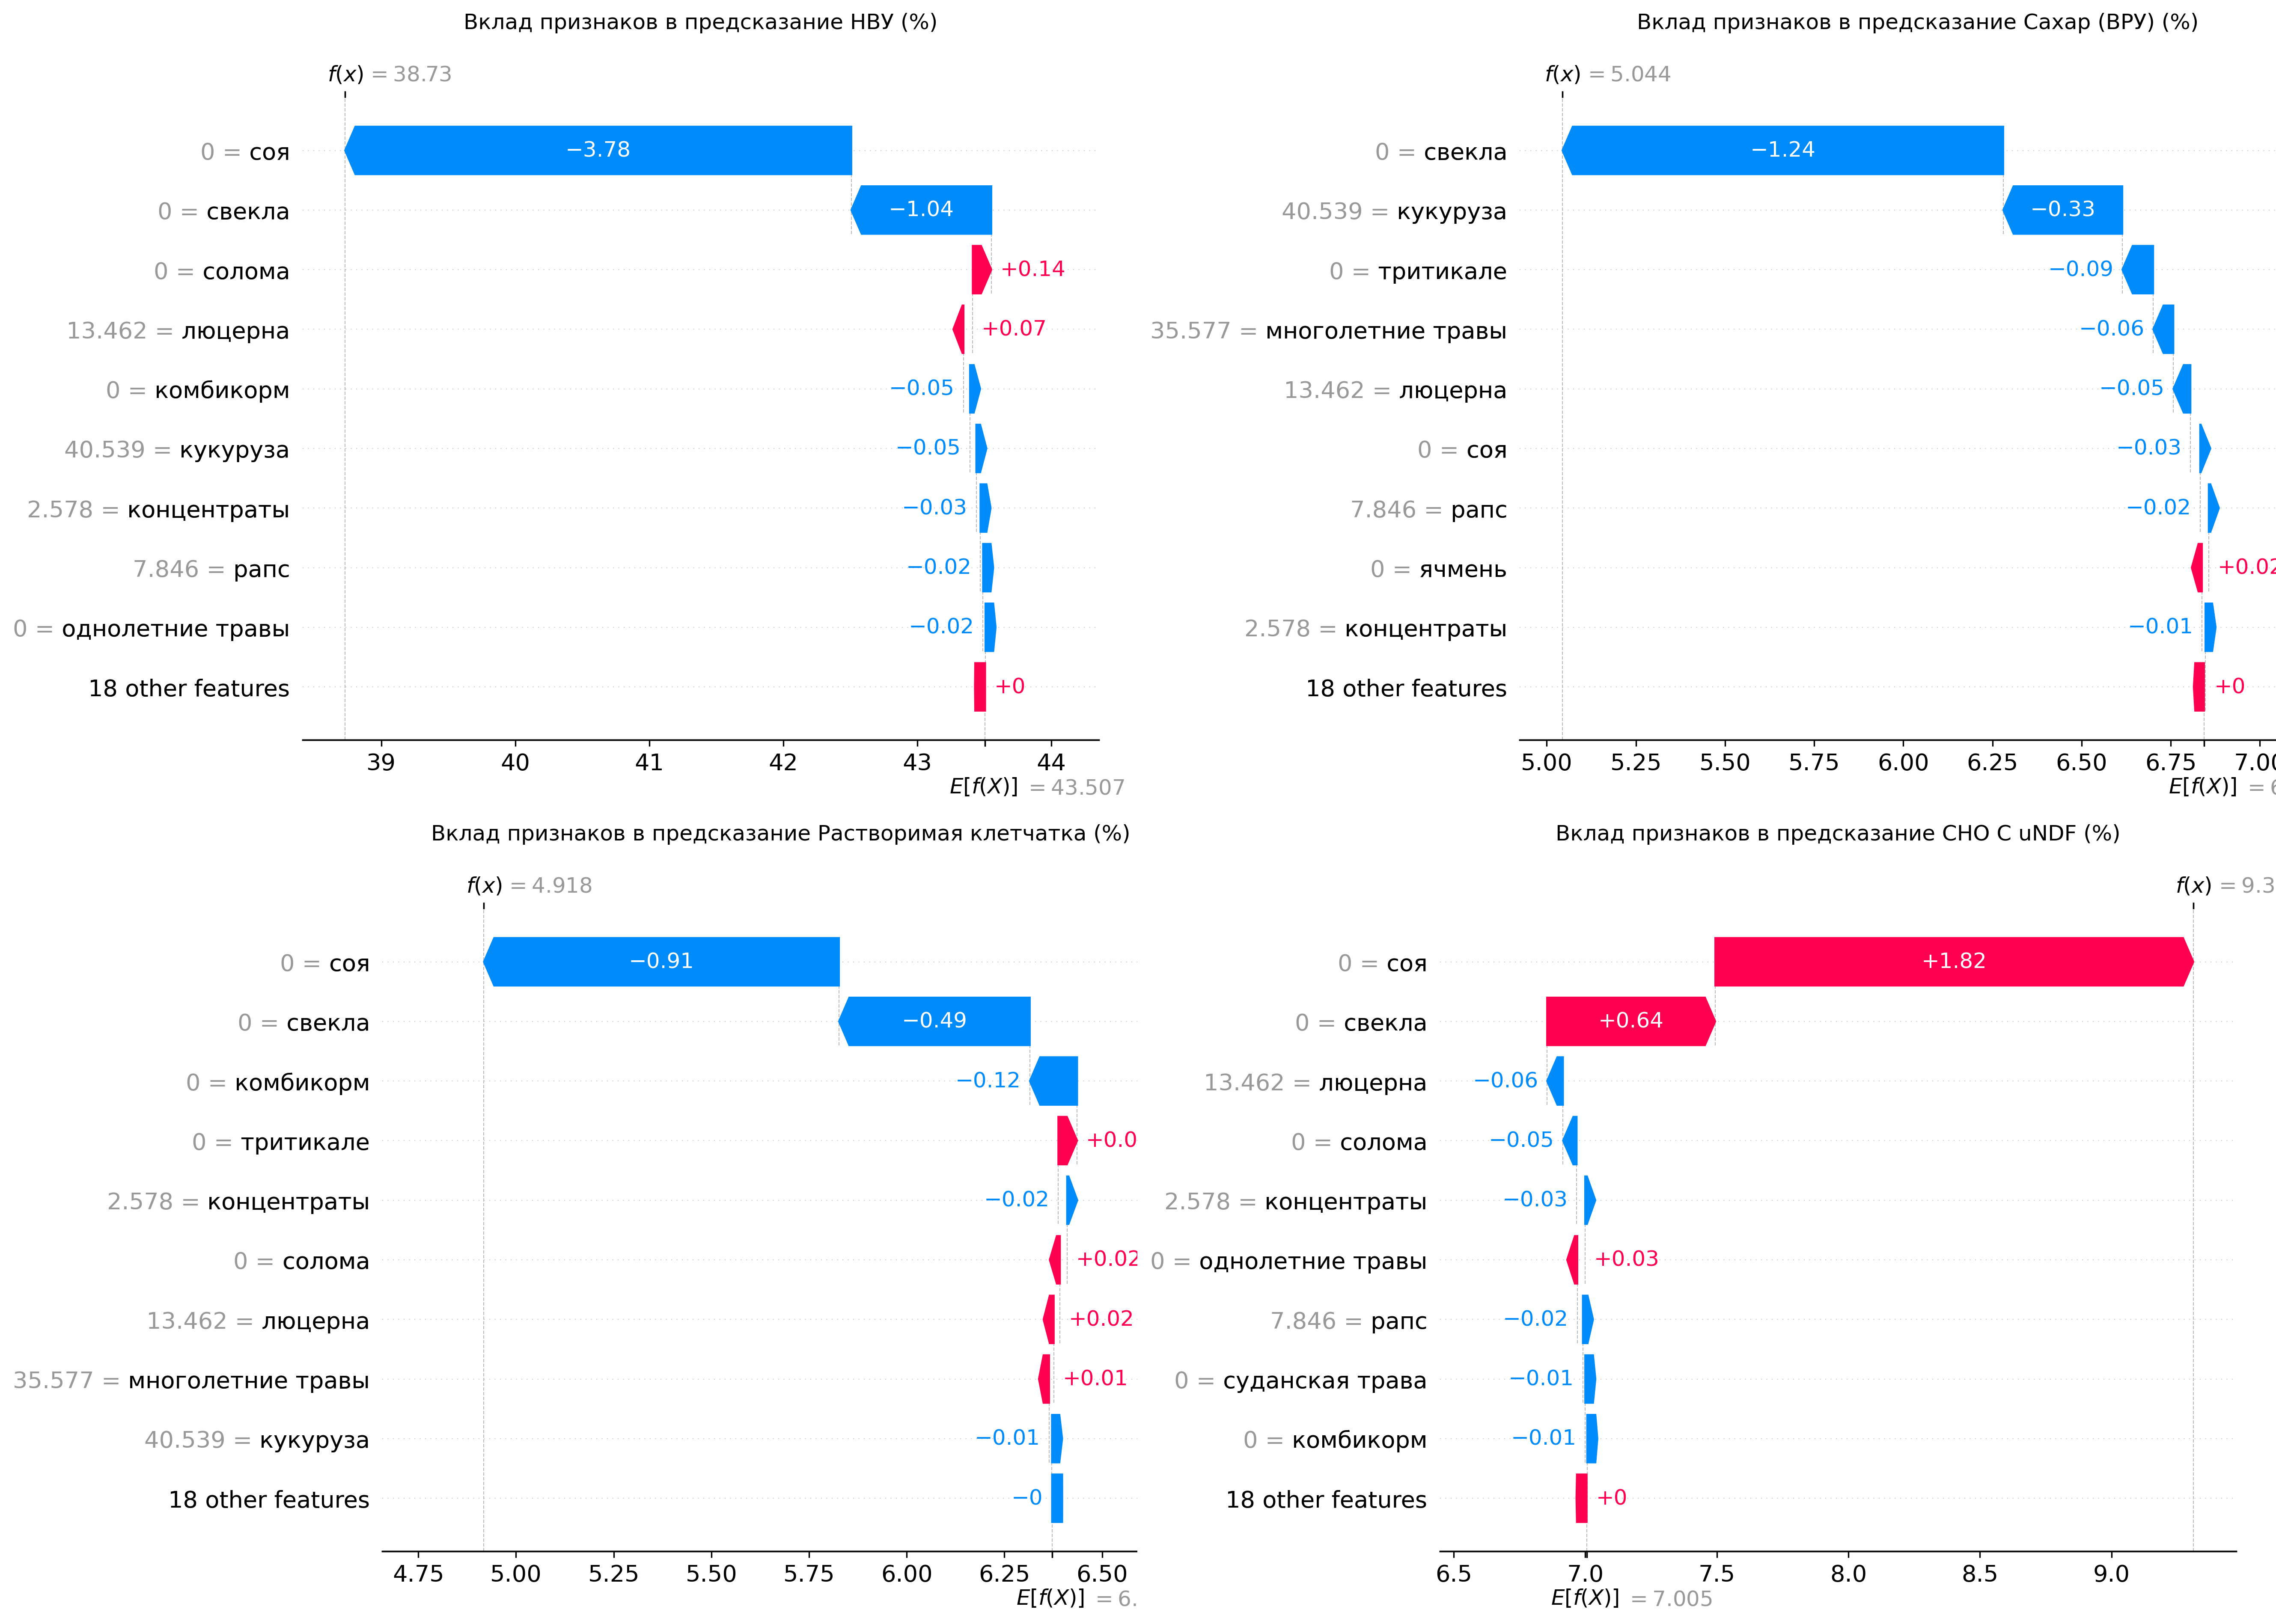 Вклад признаков в предсказание НВУ (%)
f(x) = 38.73
0 = соя
−3.78
0 = свекла
−1.04
0 = солома
+0.14
13.462 = люцерна
+0.07
0 = комбикорм
−0.05
40.539 = кукуруза
−0.05
2.578 = концентраты
−0.03
7.846 = рапс
−0.02
0 = однолетние травы
−0.02
18 other features
+0
39 40 41 42 43 44
E[f(X)] = 43.507
Вклад признаков в предсказание Сахар (ВРУ) (%)
f(x) = 5.044
0 = свекла
−1.24
40.539 = кукуруза
−0.33
0 = тритикале
−0.09
35.577 = многолетние травы
−0.06
13.462 = люцерна
−0.05
0 = соя
−0.03
7.846 = рапс
−0.02
0 = ячмень
+0.02
2.578 = концентраты
−0.01
18 other features
+0
5.00 5.25 5.50 5.75 6.00 6.25 6.50 6.75 7.00
E[f(X)] =
Вклад признаков в предсказание Растворимая клетчатка (%)
f(x) = 4.918
0 = соя
−0.91
0 = свекла
−0.49
0 = комбикорм
−0.12
0 = тритикале
+0.0
2.578 = концентраты
−0.02
0 = солома
+0.02
13.462 = люцерна
+0.02
35.577 = многолетние травы
+0.01
40.539 = кукуруза
−0.01
18 other features
−0
4.75 5.00 5.25 5.50 5.75 6.00 6.25 6.50
E[f(X)] = 6.
Вклад признаков в предсказание CHO C uNDF (%)
f(x) = 9.3
0 = соя
+1.82
0 = свекла
+0.64
13.462 = люцерна
−0.06
0 = солома
−0.05
2.578 = концентраты
−0.03
0 = однолетние травы
+0.03
7.846 = рапс
−0.02
0 = суданская трава
−0.01
0 = комбикорм
−0.01
18 other features
+0
6.5 7.0 7.5 8.0 8.5 9.0
E[f(X)] = 7.005